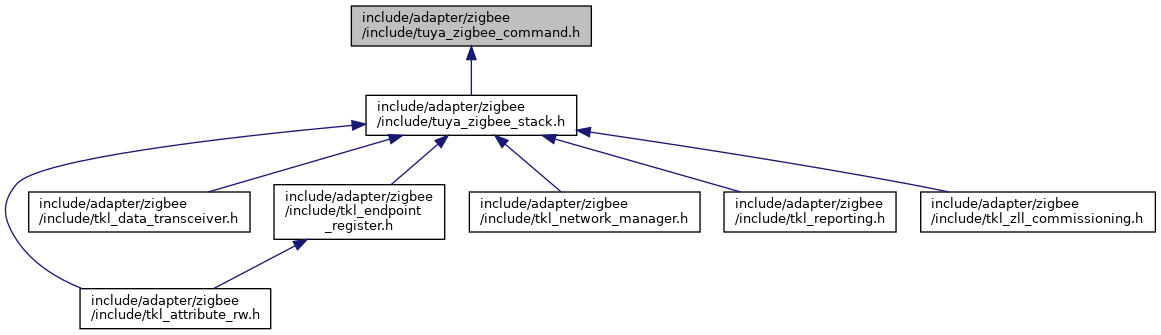 include/adapter/zigbee
/include/tuya_zigbee_command.h
include/adapter/zigbee
/include/tuya_zigbee_stack.h
include/adapter/zigbee
/include/tkl_data_transceiver.h
include/adapter/zigbee
/include/tkl_endpoint
_register.h
include/adapter/zigbee
/include/tkl_network_manager.h
include/adapter/zigbee
/include/tkl_reporting.h
include/adapter/zigbee
/include/tkl_zll_commissioning.h
include/adapter/zigbee
/include/tkl_attribute_rw.h